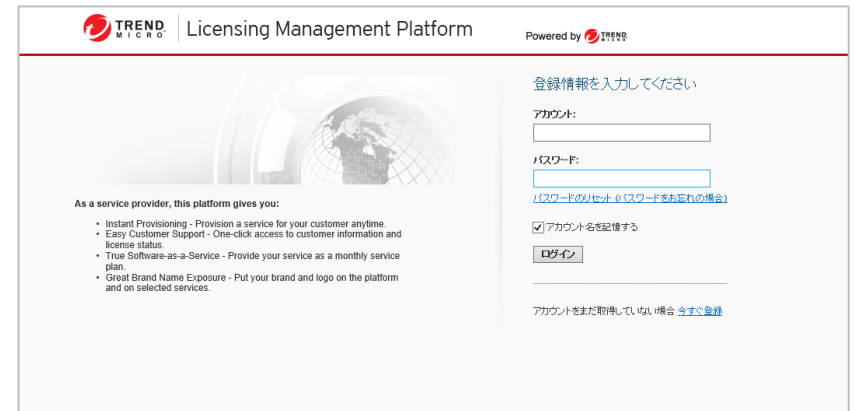 TREND MICRO Licensing Management Platform
Powered by TREND MICRO
登録情報を入力してください
アカウント:
パスワード:
パスワードのリセット (パスワードをお忘れの場合)
アカウント名を記憶する
ログイン
アカウントをまだ取得していない場合 今すぐ登録
As a service provider, this platform gives you:
• Instant Provisioning - Provision a service for your customer anytime.
• Easy Customer Support - One-click access to customer information and
license status.
• True Software-as-a-Service - Provide your service as a monthly service
plan.
• Great Brand Name Exposure - Put your brand and logo on the platform
and on selected services.